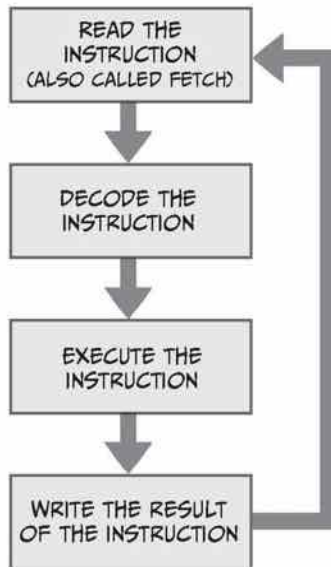 READ THE
INSTRUCTION
(ALSO CALLED FETCH)
DECODE THE
INSTRUCTION
EXECUTE THE
INSTRUCTION
WRITE THE RESULT
OF THE INSTRUCTION